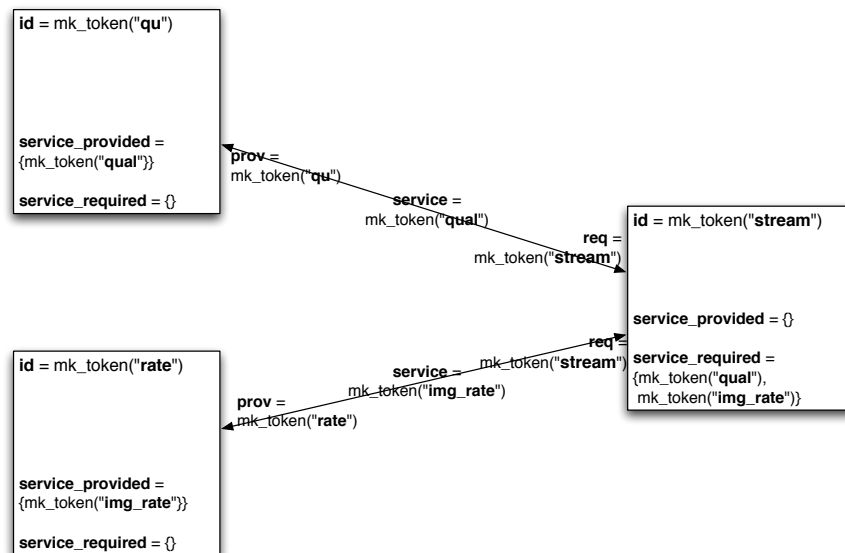 id = mk_token("qu")
service_provided =
{mk_token("qual"}}
service_required = {}
prov =
mk_token("qu")
service =
mk_token("qual")
req =
mk_token("stream")
id = mk_token("stream")
service_provided = {}
service_required =
{mk_token("qual"),
mk_token("img_rate")}
req =
mk_token("stream")
service =
mk_token("img_rate")
prov =
mk_token("rate")
id = mk_token("rate")
service_provided =
{mk_token("img_rate"}}
service_required = {}